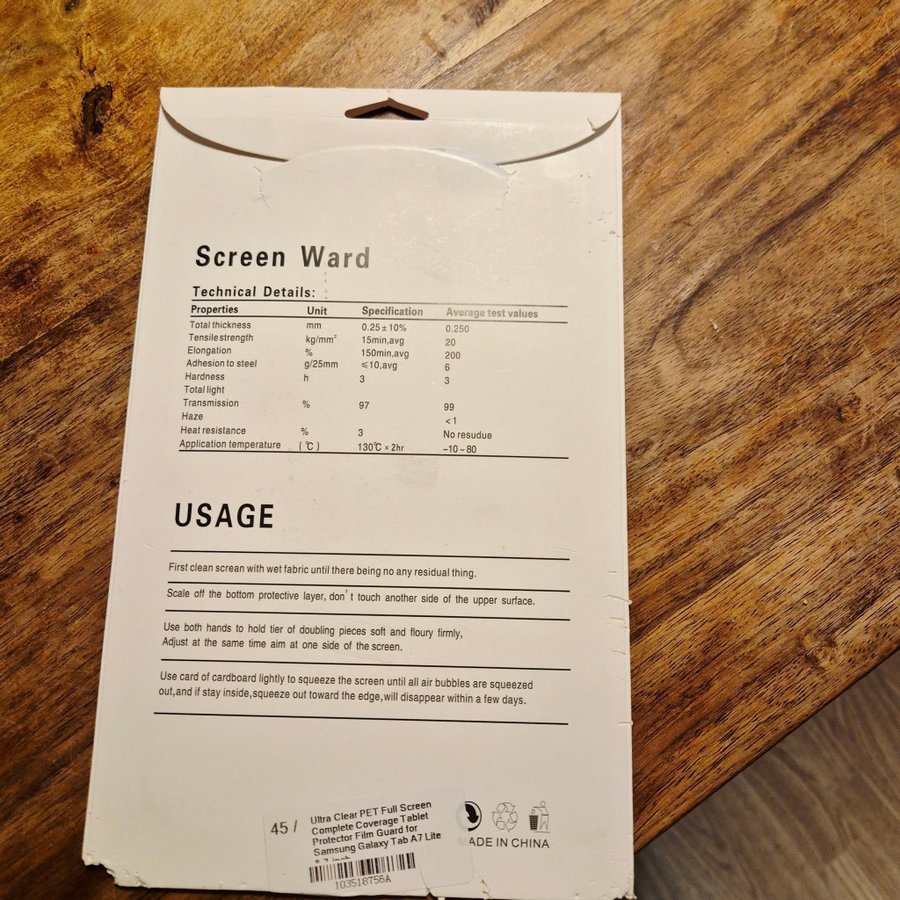 Screen Ward
Technical Details:
Properties Unit Specification Average test values
Total thickness mm 0.25±10% 0.250
Tensile strength kg/mm² 15min,avg 20
Elongation % 150min,avg 200
Adhesion to steel g/25mm ≤10,avg 6
Hardness h 3 3
Total light
Transmission % 97 99
Haze <1
Heat resistance % 3 No resudue
Application temperature (℃) 130℃×2hr −10~80
USAGE
First clean screan with wet fabric until there being no any residual thing.
Scale off the bottom protective layer, don't touch another side of the upper surface.
Use both hands to hold tier of doubling pieces soft and floury firmly,
Adjust at the same time aim at one side of the screen.
Use card of cardboard lightly to squeeze the screen until all air bubbles are squeezed
out,and if stay inside,squeeze out toward the edge,will disappear within a few days.
45 /
Ultra Clear PET Full Screen
Complete Coverage Tablet
Protector Film Guard for
Samsung Galaxy Tab A7 Lite
103518756A
MADE IN CHINA